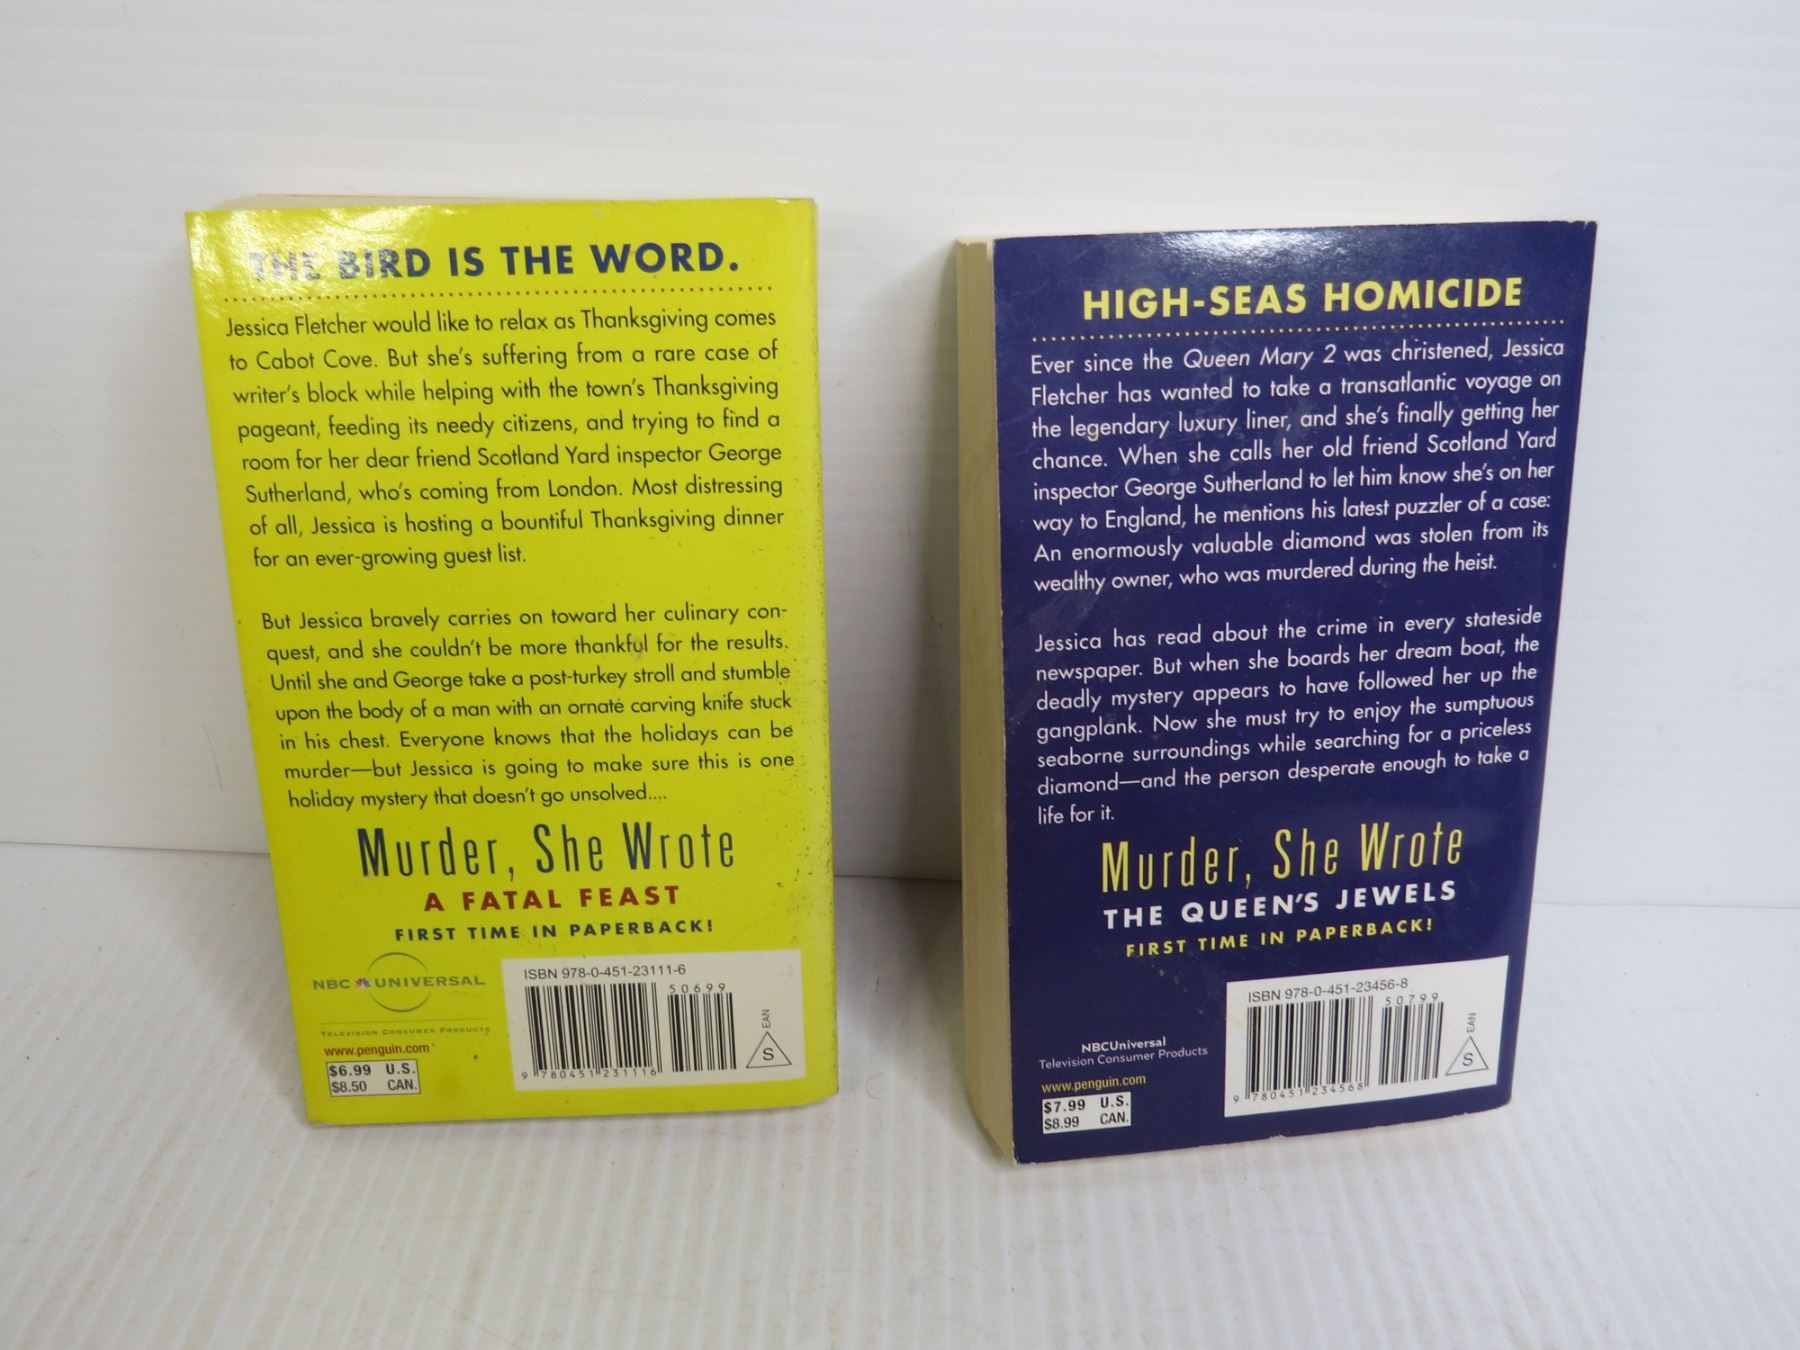 THE BIRD IS THE WORD.
Jessica Fletcher would like to relax as Thanksgiving comes
to Cabot Cove. But she's suffering from a rare case of
writer's block while helping with the town's Thanksgiving
pageant, feeding its needy citizens, and trying to find a
room for her dear friend Scotland Yard inspector George
Sutherland, who's coming from London. Most distressing
of all, Jessica is hosting a bountiful Thanksgiving dinner
for an ever-growing guest list.
But Jessica bravely carries on toward her culinary con-
quest, and she couldn't be more thankful for the results.
Until she and George take a post-turkey stroll and stumble
upon the body of a man with an ornate carving knife stuck
in his chest. Everyone knows that the holidays can be
murder—but Jessica is going to make sure this is one
holiday mystery that doesn't go unsolved....
Murder, She Wrote
A FATAL FEAST
FIRST TIME IN PAPERBACK!
NBC UNIVERSAL
TELEVISION CONSUMER PRODUCTS
www.penguin.com
$6.99 U.S.
$8.50 CAN.
ISBN 978-0-451-23111-6
50699
9 780451 231116
EAN
S
HIGH-SEAS HOMICIDE
Ever since the Queen Mary 2 was christened, Jessica
Fletcher has wanted to take a transatlantic voyage on
the legendary luxury liner, and she's finally getting her
chance. When she calls her old friend Scotland Yard
inspector George Sutherland to let him know she's on her
way to England, he mentions his latest puzzler of a case:
An enormously valuable diamond was stolen from its
wealthy owner, who was murdered during the heist.
Jessica has read about the crime in every stateside
newspaper. But when she boards her dream boat, the
deadly mystery appears to have followed her up the
gangplank. Now she must try to enjoy the sumptuous
seaborne surroundings while searching for a priceless
diamond—and the person desperate enough to take a
life for it.
Murder, She Wrote
THE QUEEN'S JEWELS
FIRST TIME IN PAPERBACK!
NBCUniversal
Television Consumer Products
www.penguin.com
$7.99 U.S.
$8.99 CAN.
ISBN 978-0-451-23456-8
50799
9 780451 234568
EAN
S